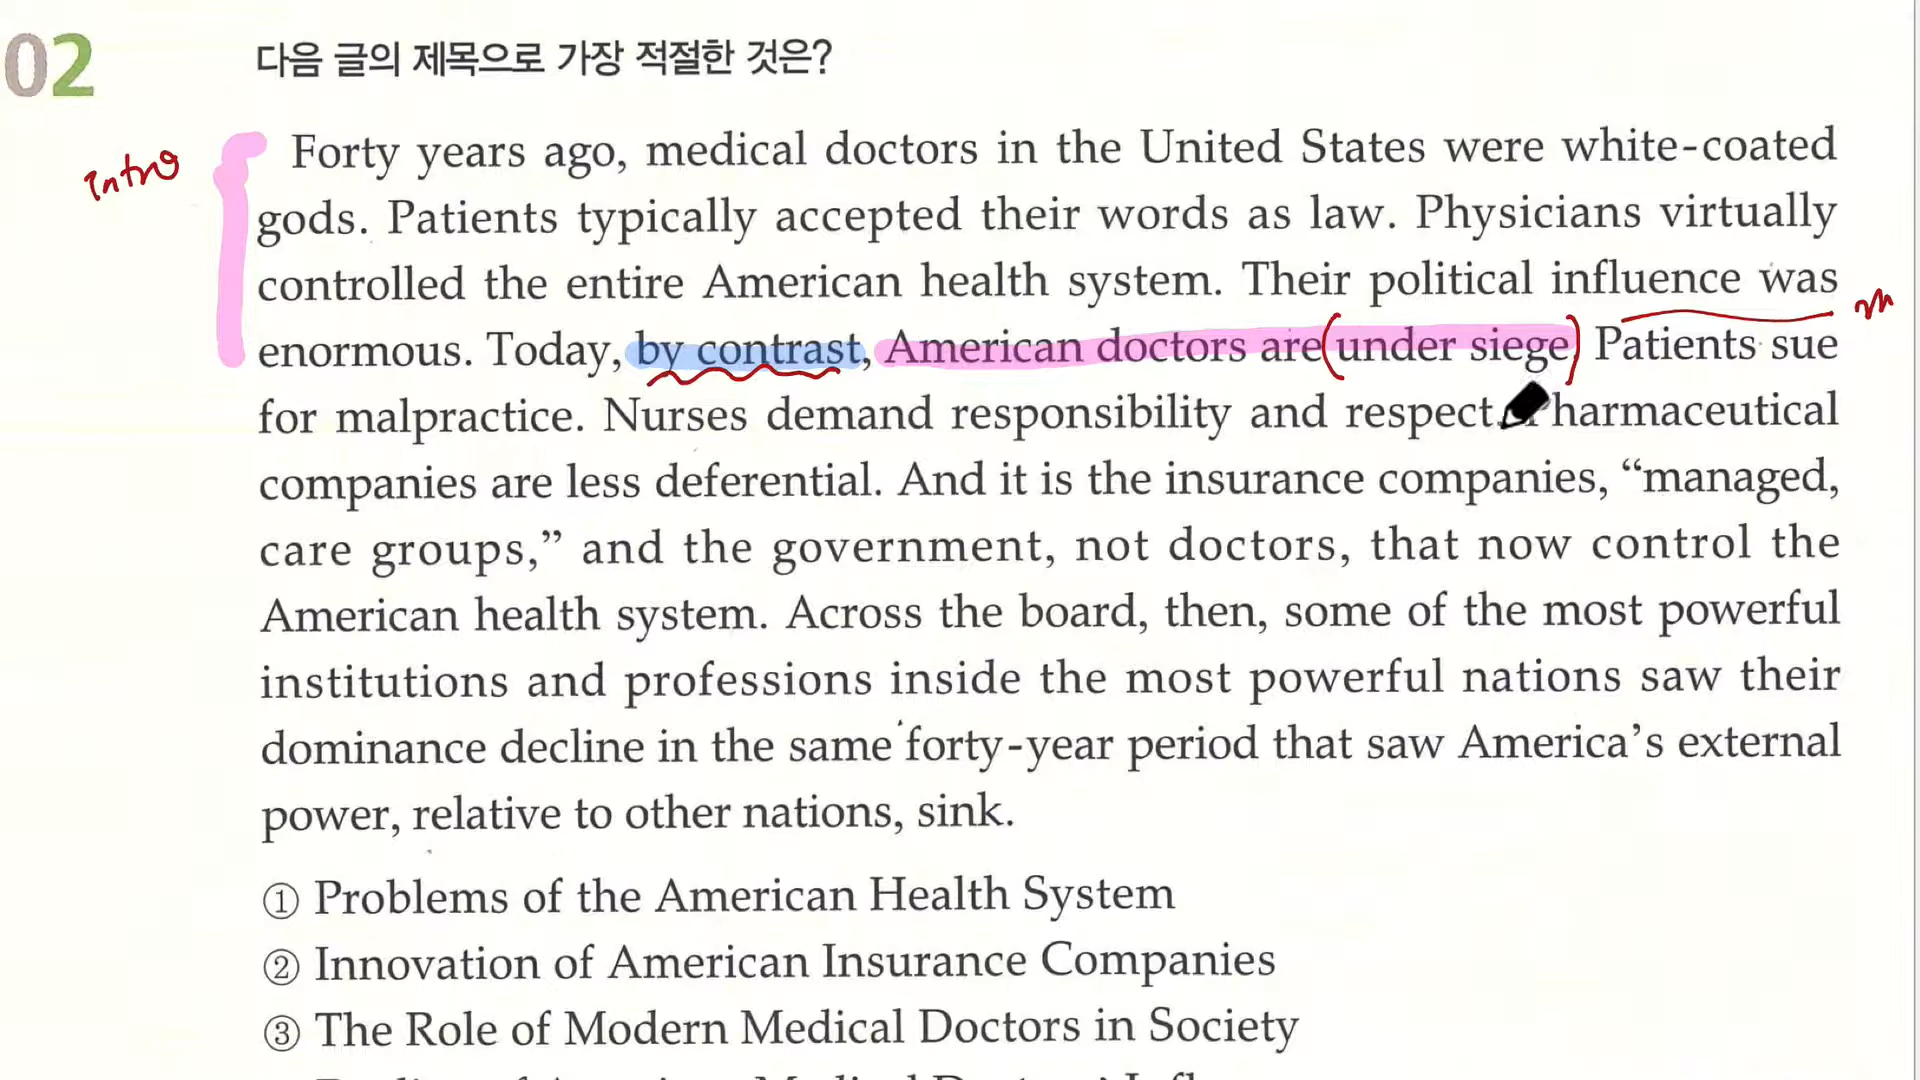 02
다음 글의 제목으로 가장 적절한 것은?
Intro
Forty years ago, medical doctors in the United States were white-coated
gods. Patients typically accepted their words as law. Physicians virtually
controlled the entire American health system. Their political influence was
enormous. Today, by contrast, American doctors are (under siege) Patients sue
for malpractice. Nurses demand responsibility and respect. Pharmaceutical
companies are less deferential. And it is the insurance companies, “managed,
care groups,” and the government, not doctors, that now control the
American health system. Across the board, then, some of the most powerful
institutions and professions inside the most powerful nations saw their
dominance decline in the same forty-year period that saw America’s external
power, relative to other nations, sink.
① Problems of the American Health System
② Innovation of American Insurance Companies
③ The Role of Modern Medical Doctors in Society